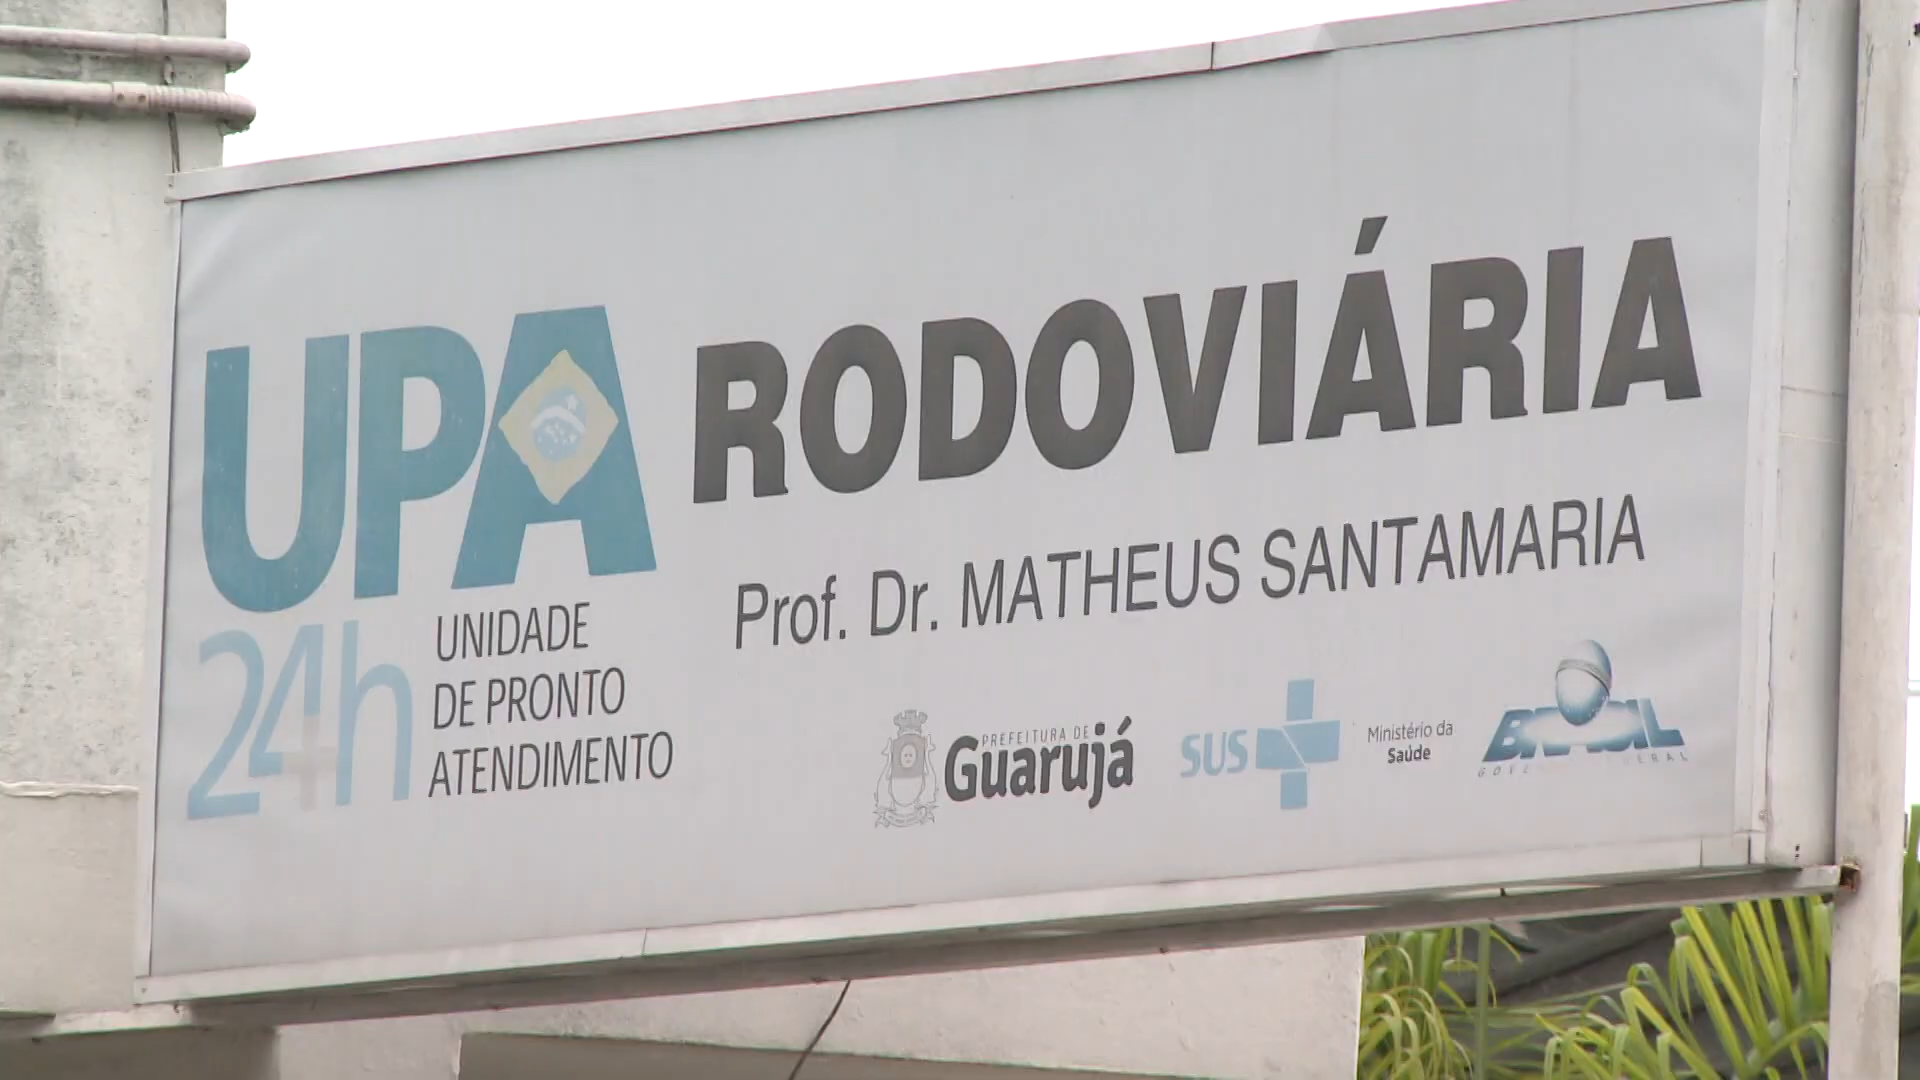 UPA RODOVIÁRIA
Prof. Dr. MATHEUS SANTAMARIA
24h
UNIDADE
DE PRONTO
ATENDIMENTO
PREFEITURA DE
Guarujá
SUS
Ministério da
Saúde
BRASIL